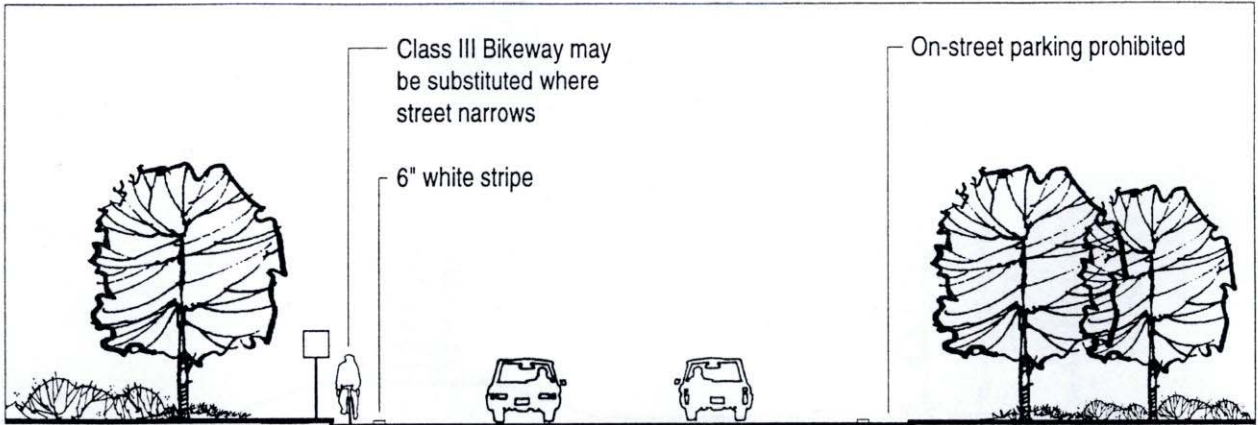 Class III Bikeway may
be substituted where
street narrows
6" white stripe
On-street parking prohibited